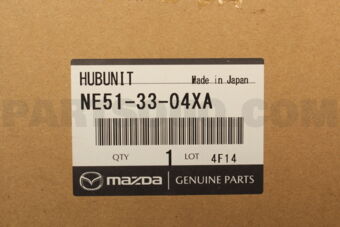 HUBUNIT Made in Japan
NE51-33-04XA
QTY 1 LOT 4F14
mazda GENUINE PARTS